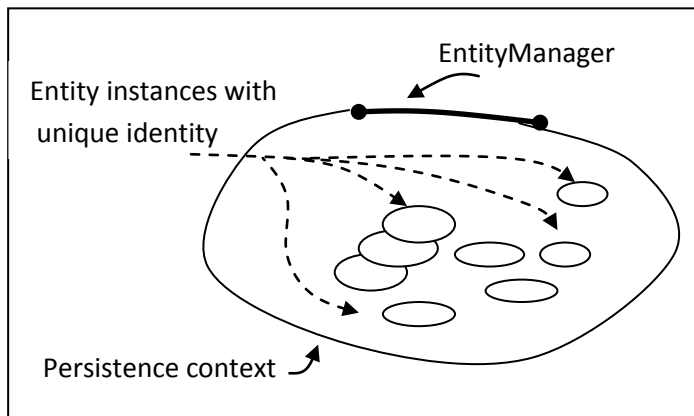 EntityManager
Entity instances with
unique identity
Persistence context